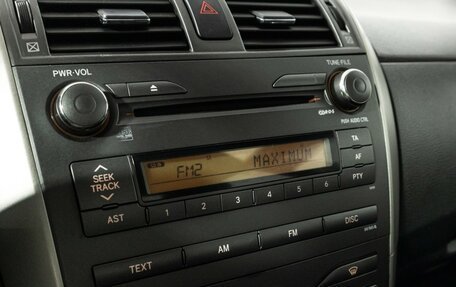 PWR·VOL
TUNE·FILE
PUSH AUDIO CTRL
TA
AF
PTY
SEEK
TRACK
AST
FM2
MAXIMUM
1 2 3 4 5 6
AM
FM
DISC
TEXT